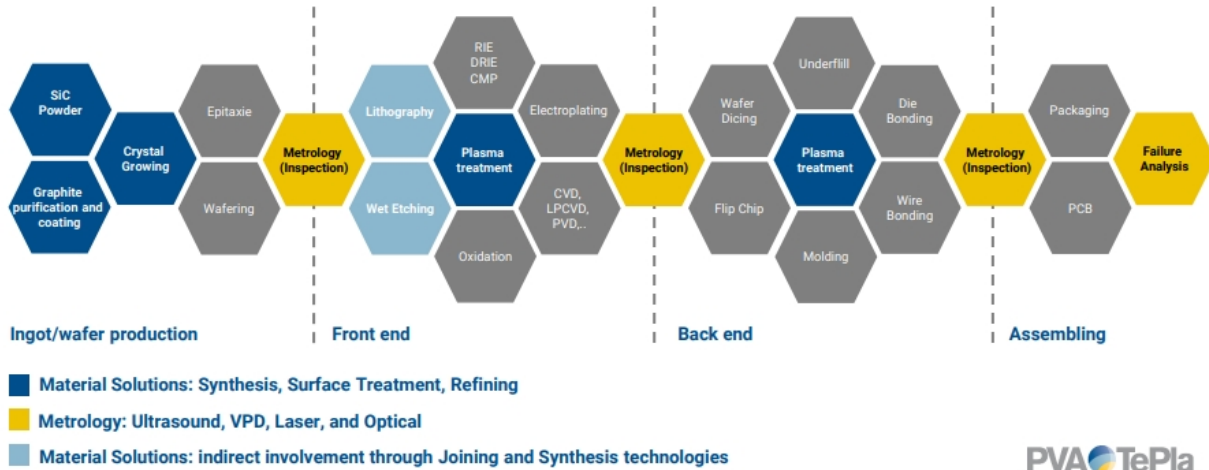 SiC
Powder
Graphite
purification and
coating
Crystal
Growing
Epitaxie
Wafering
Metrology
(Inspection)
Lithography
Wet Etching
RIE
DRIE
CMP
Plasma
treatment
Oxidation
Electroplating
CVD,
LPCVD,
PVD,..
Metrology
(Inspection)
Wafer
Dicing
Flip Chip
Underflill
Plasma
treatment
Molding
Die
Bonding
Wire
Bonding
Metrology
(Inspection)
Packaging
PCB
Failure
Analysis
Ingot/wafer production
Front end
Back end
Assembling
Material Solutions: Synthesis, Surface Treatment, Refining
Metrology: Ultrasound, VPD, Laser, and Optical
Material Solutions: indirect involvement through Joining and Synthesis technologies
PVA TePla